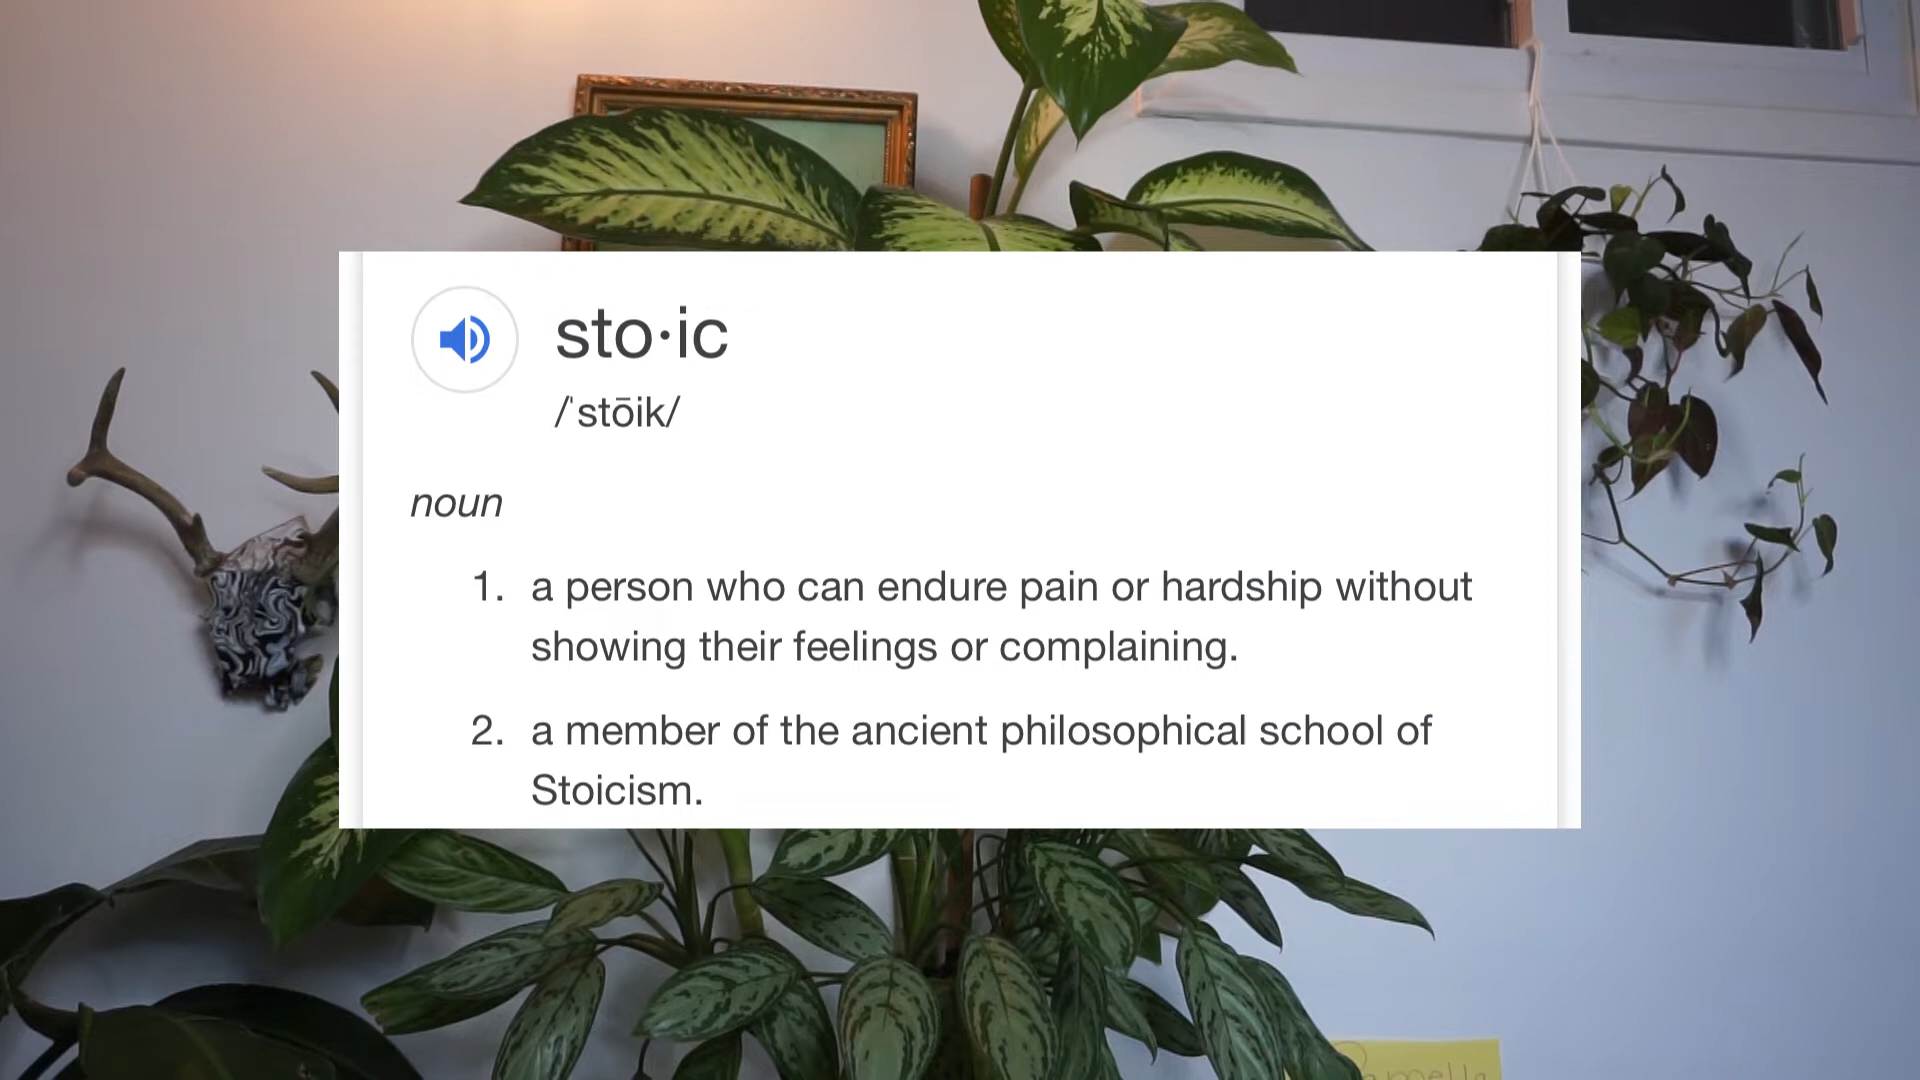 sto·ic
/ˈstōik/
noun
1. a person who can endure pain or hardship without
showing their feelings or complaining.
2. a member of the ancient philosophical school of
Stoicism.